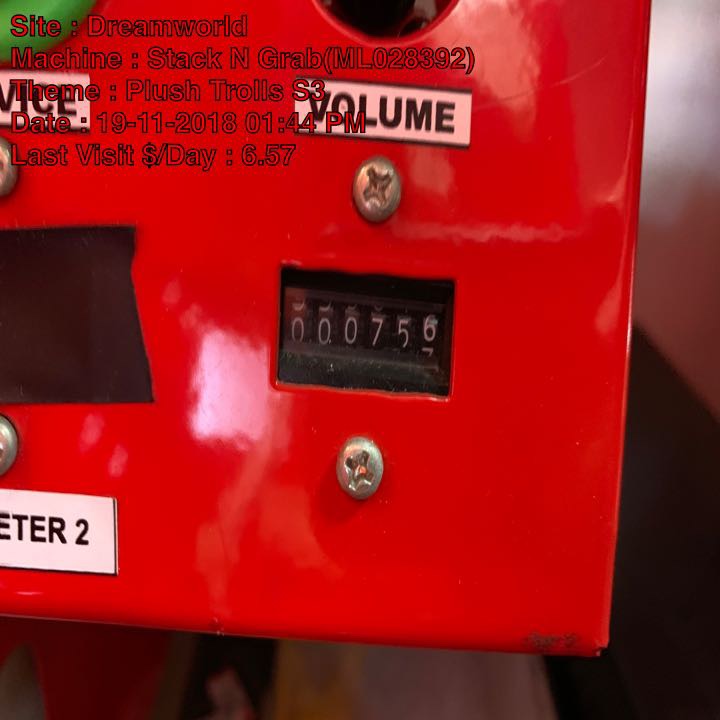 Site : Dreamworld
Machine : Stack N Grab(ML028392)
Theme : Plush Trolls S3
Date : 19-11-2018 01:44 PM
Last Visit $/Day : 6.57
VICE
VOLUME
000756
ETER 2